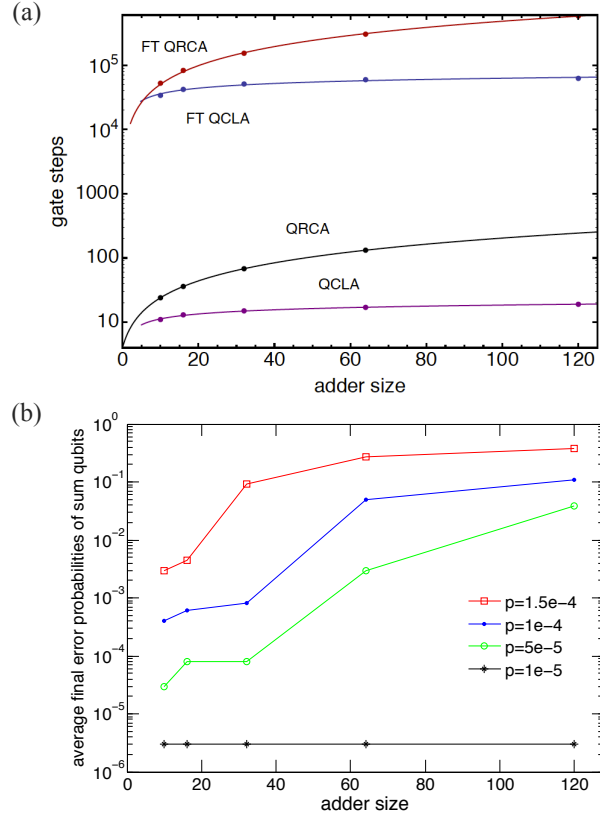 (a)
FT QRCA
FT QCLA
QRCA
QCLA
gate steps
10^5
10^4
1000
100
10
0 20 40 60 80 100 120
adder size
(b)
average final error probabilities of sum qubits
10^0
10^-1
10^-2
10^-3
10^-4
10^-5
10^-6
p=1.5e-4
p=1e-4
p=5e-5
p=1e-5
0 20 40 60 80 100 120
adder size